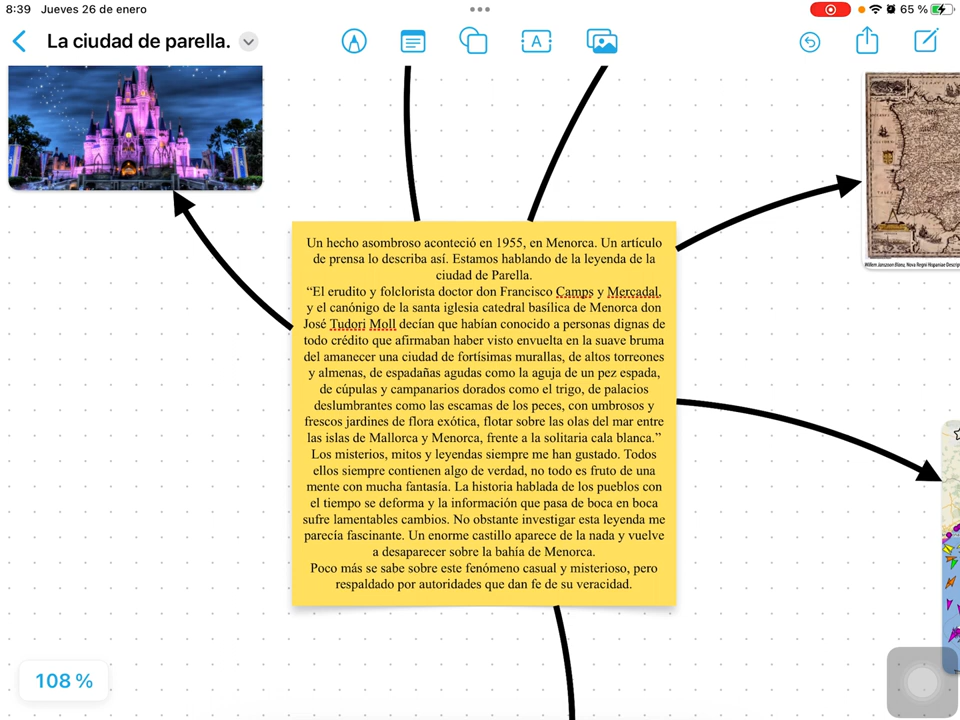 8:39 Jueves 26 de enero
65 %
La ciudad de parella.
A
Un hecho asombroso aconteció en 1955, en Menorca. Un artículo
de prensa lo describa así. Estamos hablando de la leyenda de la
ciudad de Parella.
“El erudito y folclorista doctor don Francisco Camps y Mercadal,
y el canónigo de la santa iglesia catedral basílica de Menorca don
José Tudori Moll decían que habían conocido a personas dignas de
todo crédito que afirmaban haber visto envuelta en la suave bruma
del amanecer una ciudad de fortísimas murallas, de altos torreones
y almenas, de espadañas agudas como la aguja de un pez espada,
de cúpulas y campanarios dorados como el trigo, de palacios
deslumbrantes como las escamas de los peces, con umbrosos y
frescos jardines de flora exótica, flotar sobre las olas del mar entre
las islas de Mallorca y Menorca, frente a la solitaria cala blanca.”
Los misterios, mitos y leyendas siempre me han gustado. Todos
ellos siempre contienen algo de verdad, no todo es fruto de una
mente con mucha fantasía. La historia hablada de los pueblos con
el tiempo se deforma y la información que pasa de boca en boca
sufre lamentables cambios. No obstante investigar esta leyenda me
parecía fascinante. Un enorme castillo aparece de la nada y vuelve
a desaparecer sobre la bahía de Menorca.
Poco más se sabe sobre este fenómeno casual y misterioso, pero
respaldado por autoridades que dan fe de su veracidad.
108 %